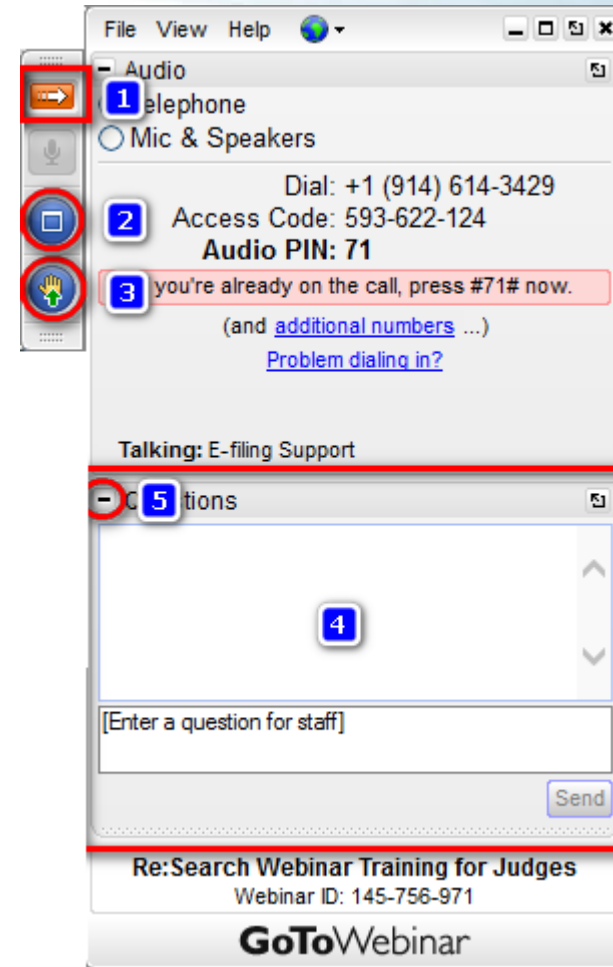 File View Help
Audio
1
elephone
Mic & Speakers
Dial: +1 (914) 614-3429
2
Access Code: 593-622-124
Audio PIN: 71
3
you're already on the call, press #71# now.
(and additional numbers ...)
Problem dialing in?
Talking: E-filing Support
5
tions
4
[Enter a question for staff]
Send
Re:Search Webinar Training for Judges
Webinar ID: 145-756-971
GoToWebinar